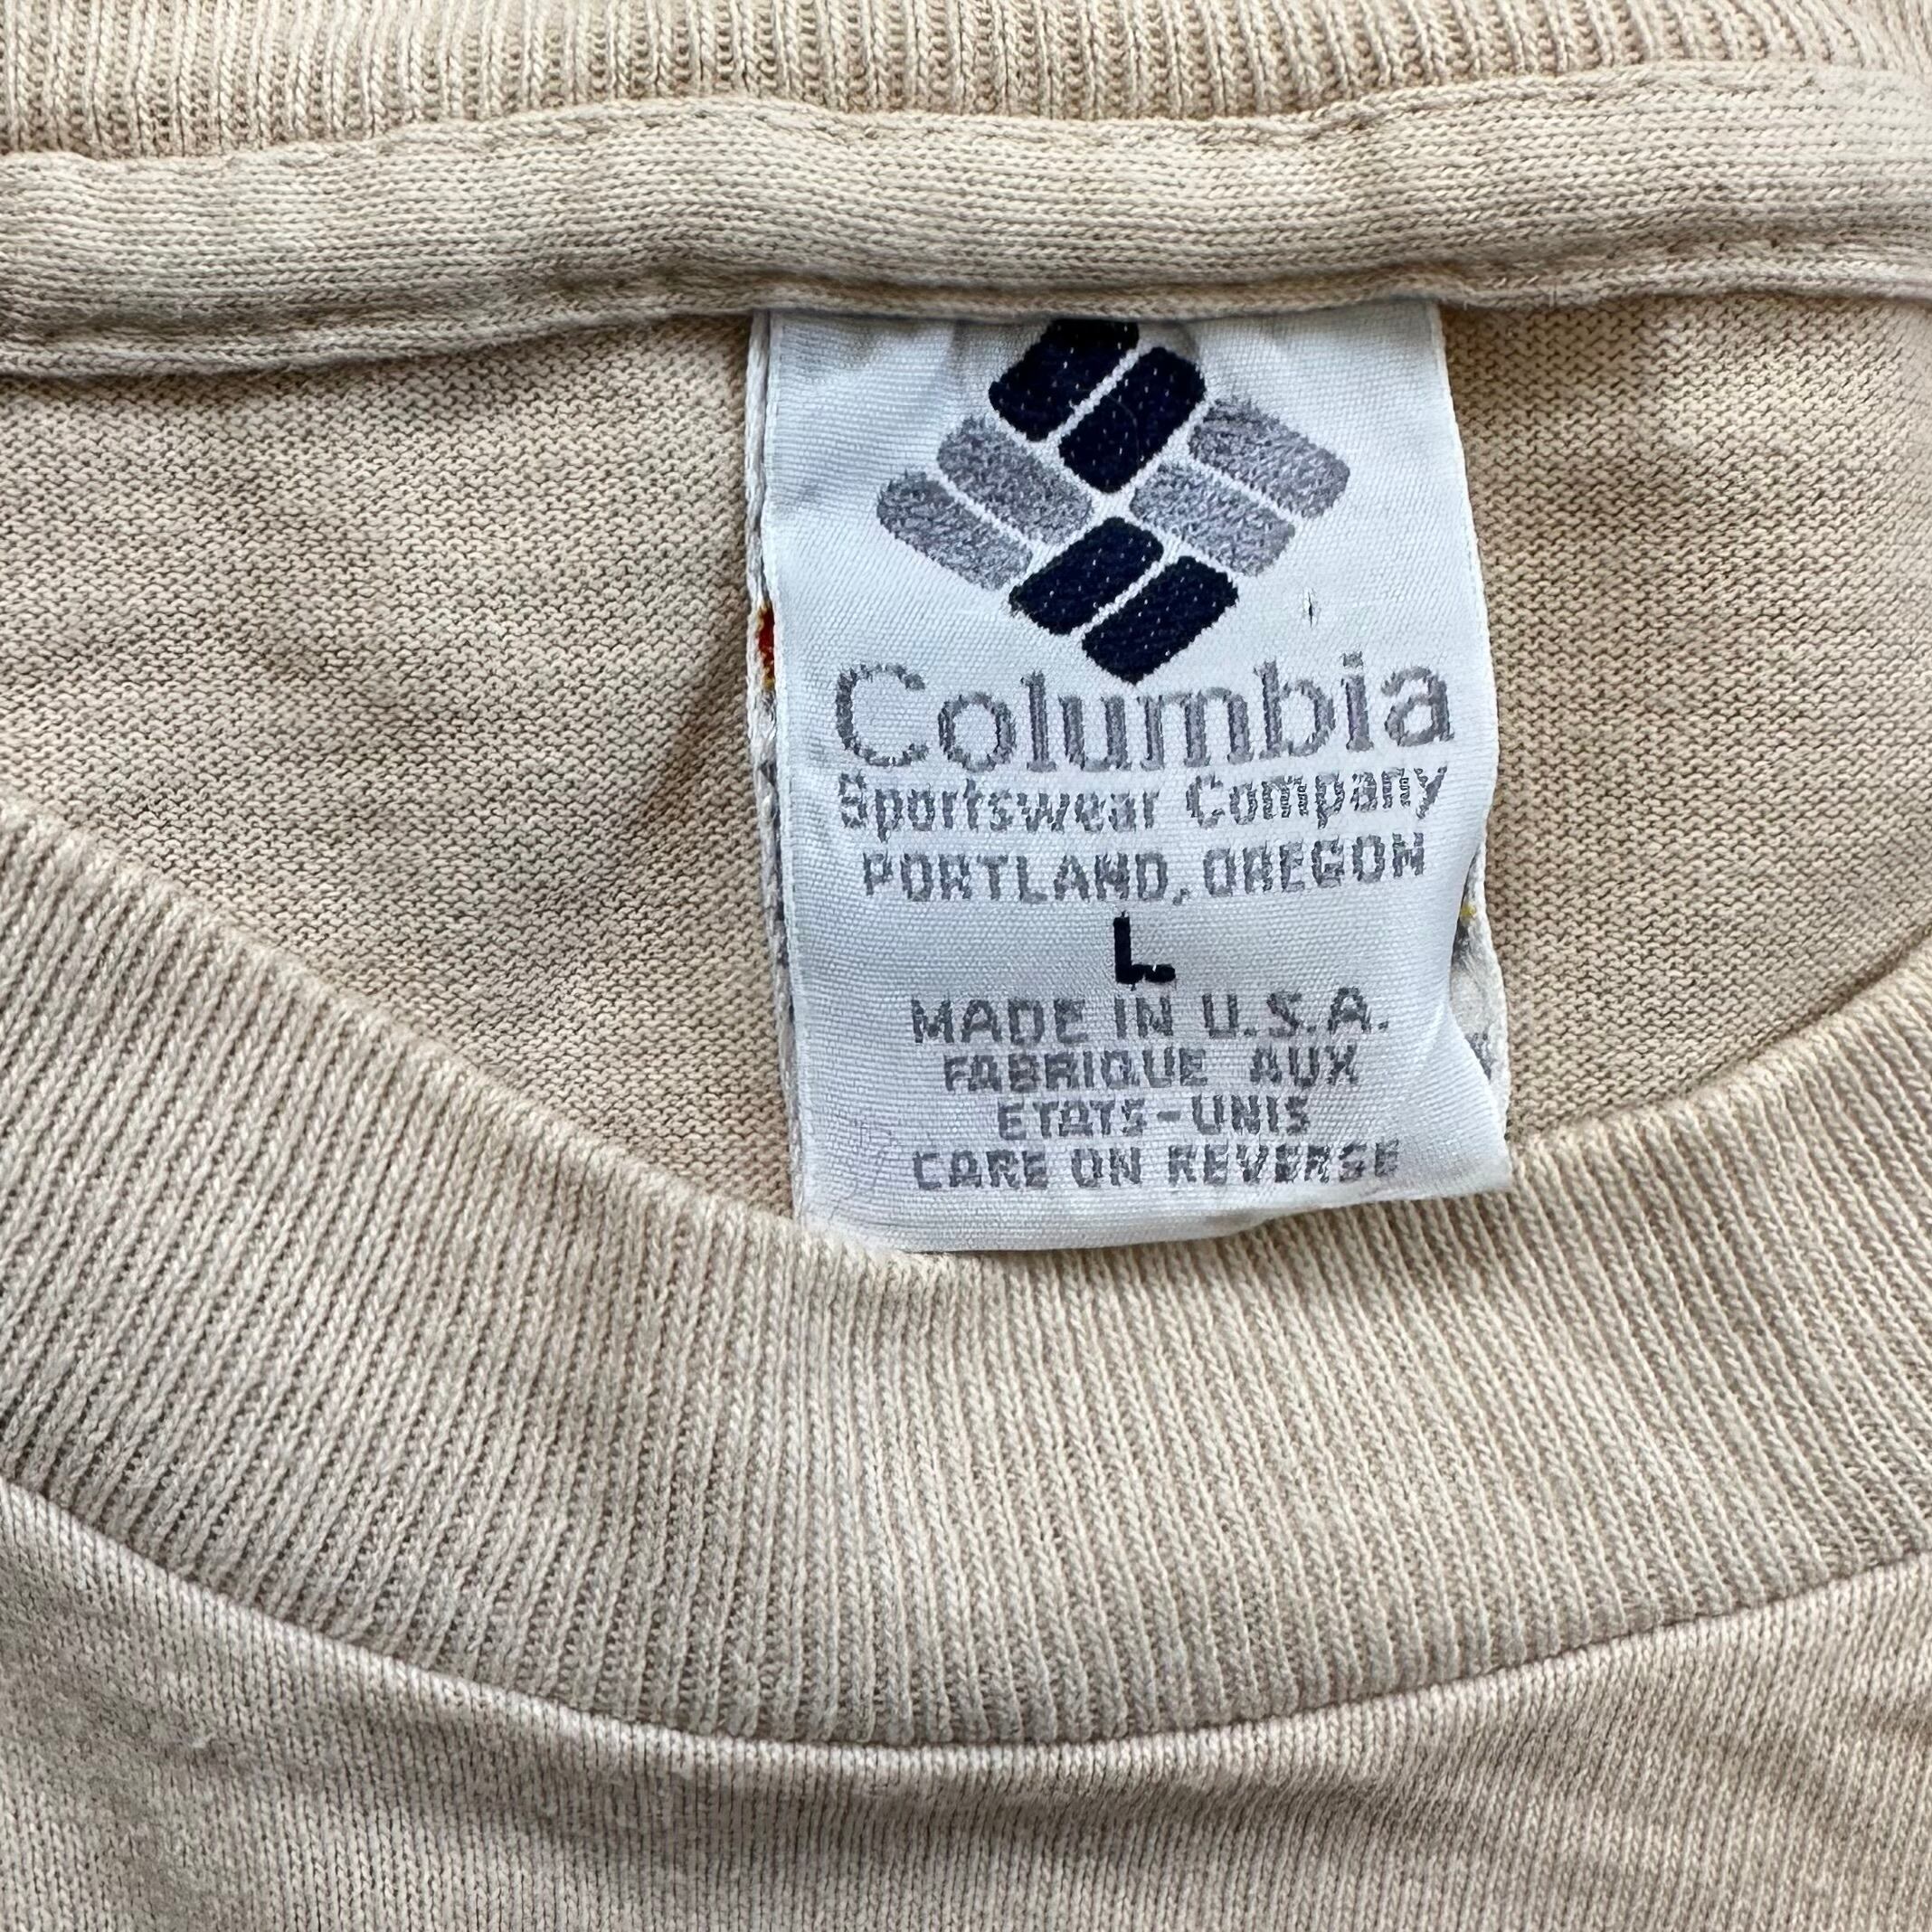 Columbia
Sportswear Company
PORTLAND, OREGON
L
MADE IN U.S.A.
FABRIQUE AUX
ETATS-UNIS
CARE ON REVERSE